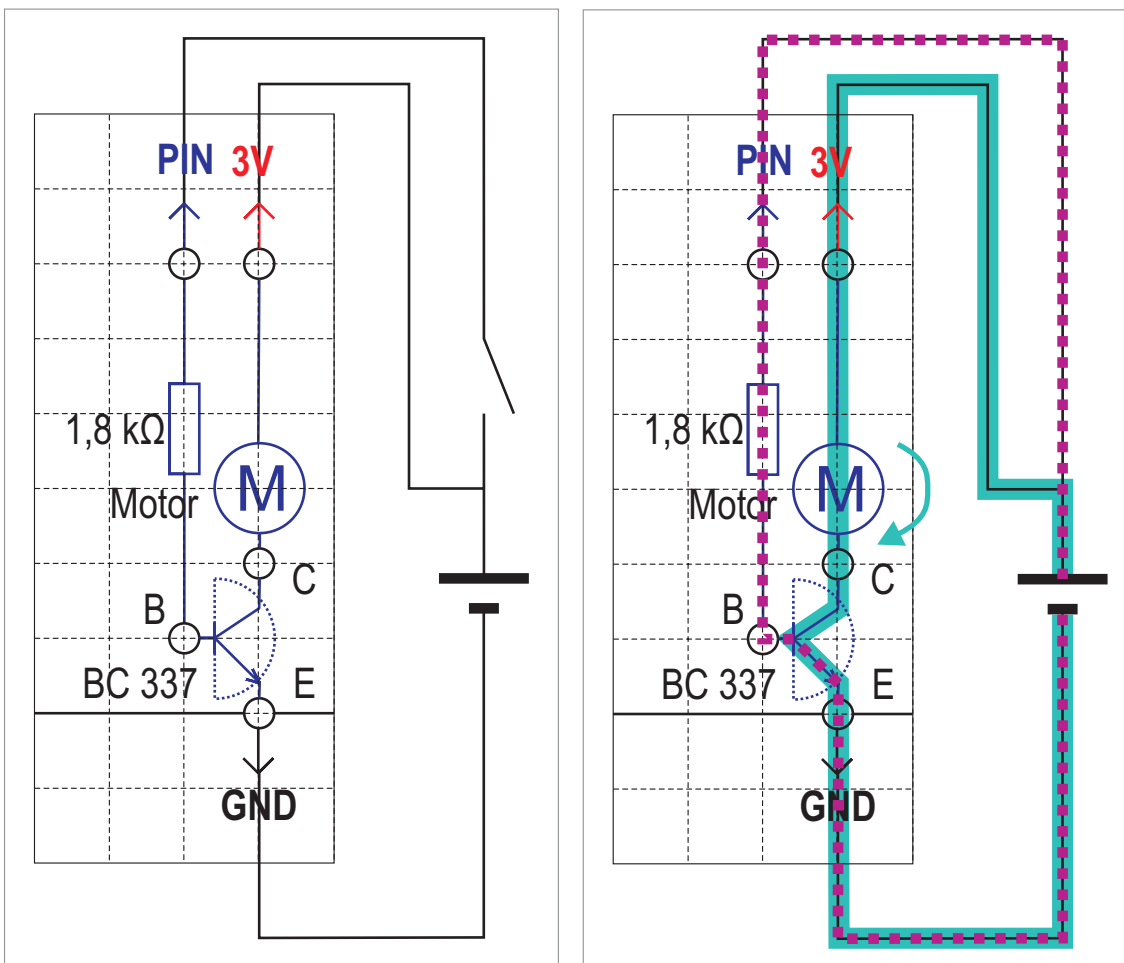 PIN 3V
1,8 kΩ
M
Motor
C
B
BC 337
E
GND
PIN 3V
1,8 kΩ
M
Motor
C
B
BC 337
E
GND